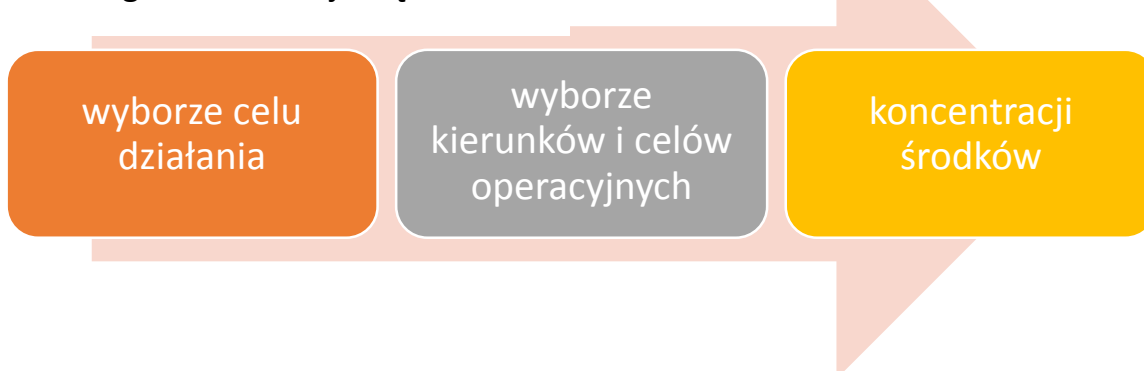 wyborze celu
działania
wyborze
kierunków i celów
operacyjnych
koncentracji
środków